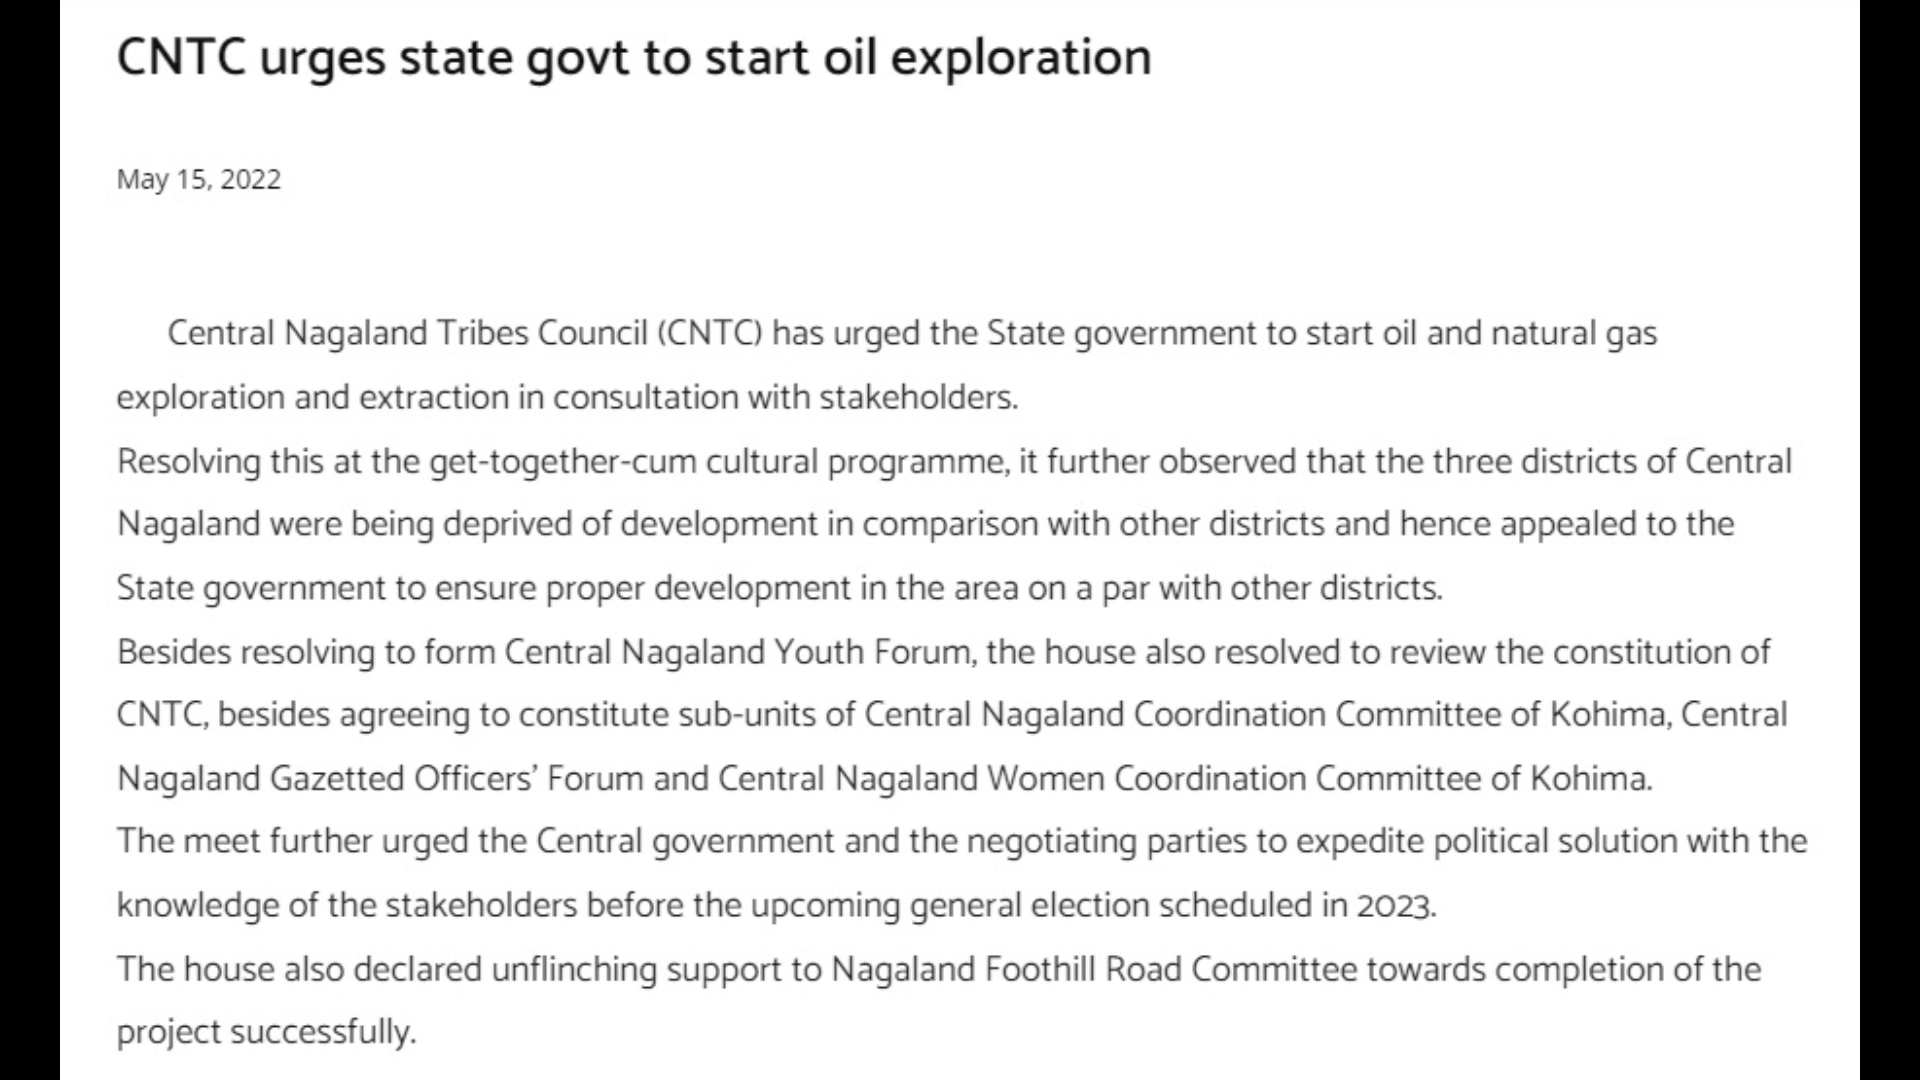 CNTC urges state govt to start oil exploration
May 15, 2022
Central Nagaland Tribes Council (CNTC) has urged the State government to start oil and natural gas
exploration and extraction in consultation with stakeholders.
Resolving this at the get-together-cum cultural programme, it further observed that the three districts of Central
Nagaland were being deprived of development in comparison with other districts and hence appealed to the
State government to ensure proper development in the area on a par with other districts.
Besides resolving to form Central Nagaland Youth Forum, the house also resolved to review the constitution of
CNTC, besides agreeing to constitute sub-units of Central Nagaland Coordination Committee of Kohima, Central
Nagaland Gazetted Officers’ Forum and Central Nagaland Women Coordination Committee of Kohima.
The meet further urged the Central government and the negotiating parties to expedite political solution with the
knowledge of the stakeholders before the upcoming general election scheduled in 2023.
The house also declared unflinching support to Nagaland Foothill Road Committee towards completion of the
project successfully.